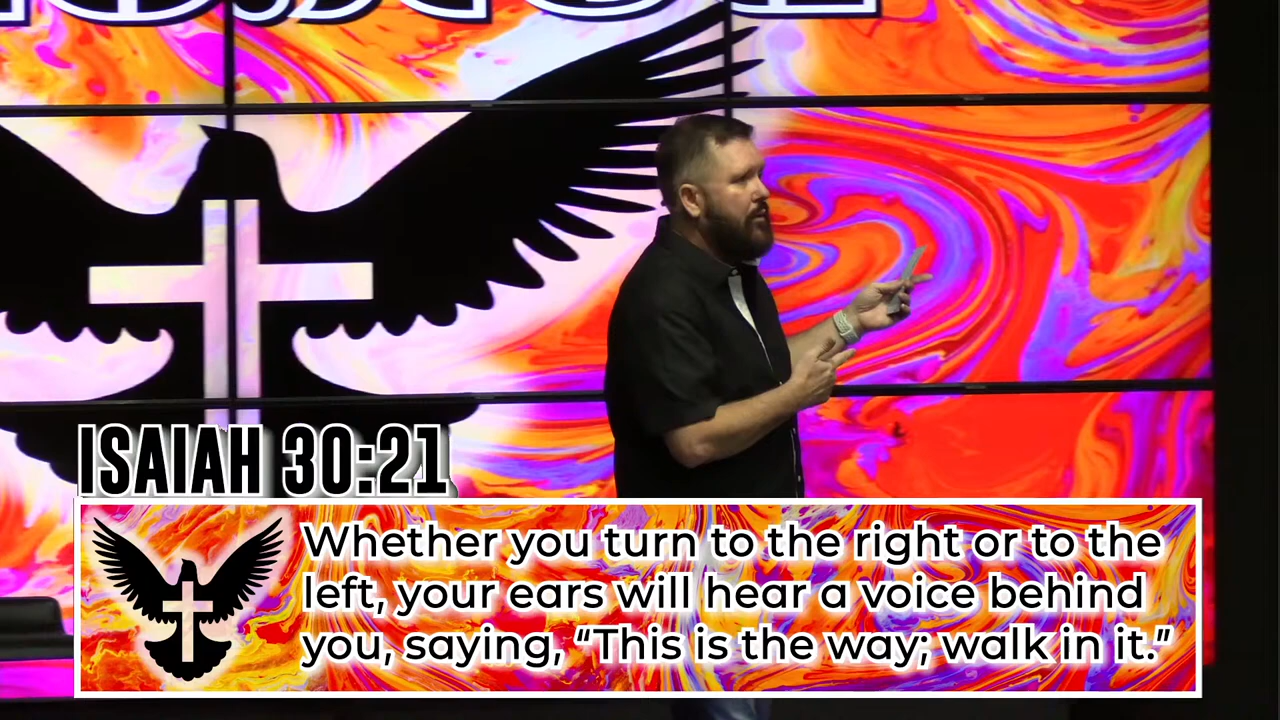 ISAIAH 30:21
Whether you turn to the right or to the
left, your ears will hear a voice behind
you, saying, “This is the way; walk in it.”